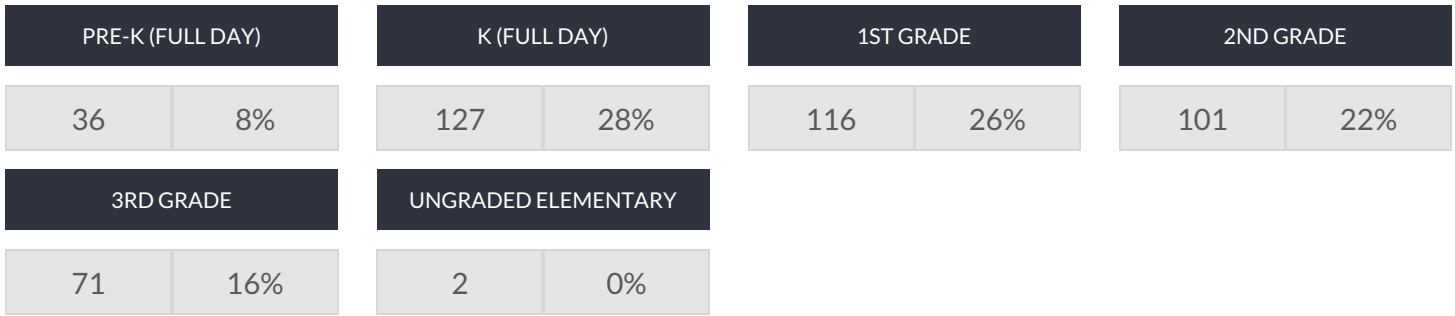 PRE-K (FULL DAY) K (FULL DAY) 1ST GRADE 2ND GRADE
36 8% 127 28% 116 26% 101 22%
3RD GRADE UNGRADED ELEMENTARY
71 16% 2 0%